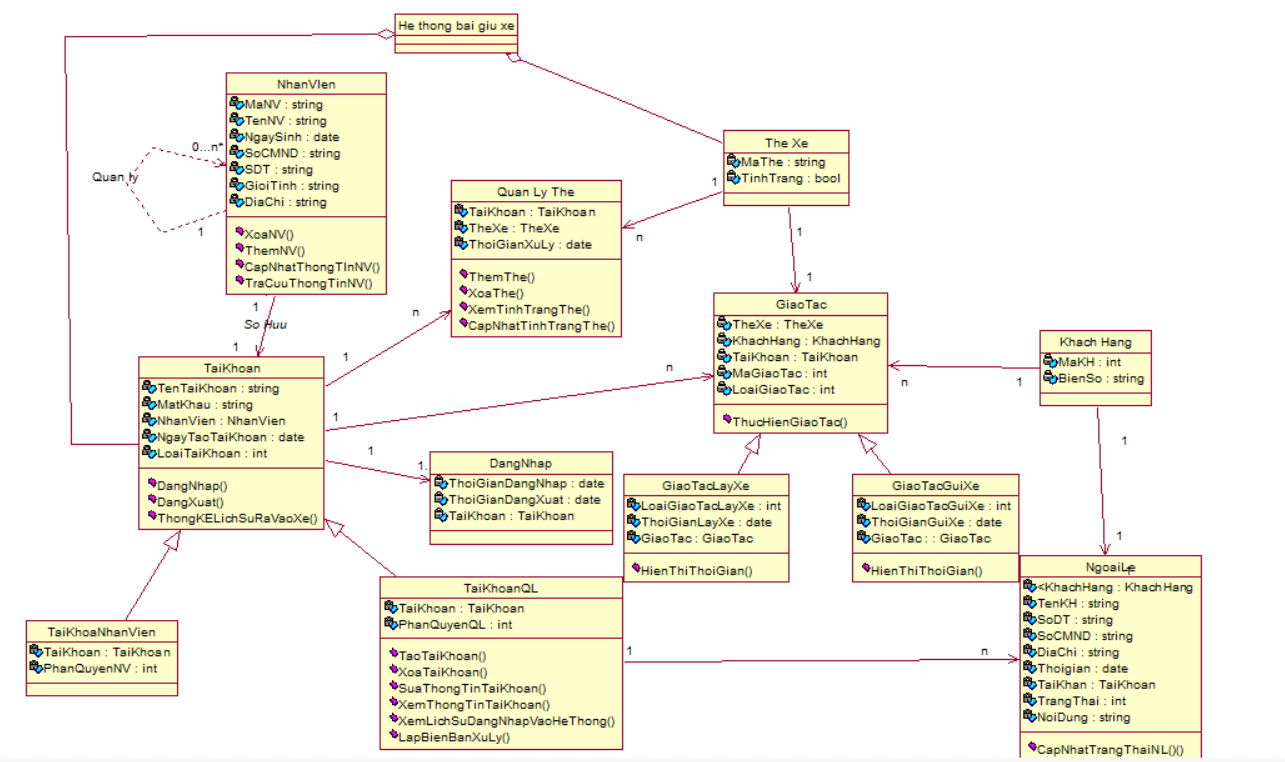 He thong bai giu xe
NhanVIen
MaNV : string
TenNV : string
NgaySinh : date
SoCMND : string
SDT : string
GioiTinh : string
DiaChi : string
XoaNV()
ThemNV()
CapNhatThongTInNV()
TraCuuThongTinNV()
0...n*
Quan ly
1
1
So Huu
1
The Xe
MaThe : string
TinhTrang : bool
1
n
1
1
Quan Ly The
TaiKhoan : TaiKhoan
TheXe : TheXe
ThoiGianXuLy : date
ThemThe()
XoaThe()
XemTinhTrangThe()
CapNhatTinhTrangThe()
n
1
GiaoTac
TheXe : TheXe
KhachHang : KhachHang
TaiKhoan : TaiKhoan
MaGiaoTac : int
LoaiGiaoTac : int
ThucHienGiaoTac()
n
1
n
1
Khach Hang
MaKH : int
BienSo : string
1
1
TaiKhoan
TenTaiKhoan : string
MatKhau : string
NhanVien : NhanVien
NgayTaoTaiKhoan : date
LoaiTaiKhoan : int
DangNhap()
DangXuat()
ThongKELichSuRaVaoXe()
1
1.
DangNhap
ThoiGianDangNhap : date
ThoiGianDangXuat : date
TaiKhoan : TaiKhoan
GiaoTacLayXe
LoaiGiaoTacLayXe : int
ThoiGianLayXe : date
GiaoTac : GiaoTac
HienThiThoiGian()
GiaoTacGuiXe
LoaiGiaoTacGuiXe : int
ThoiGianGuiXe : date
GiaoTac : : GiaoTac
HienThiThoiGian()
TaiKhoaNhanVien
TaiKhoan : TaiKhoan
PhanQuyenNV : int
TaiKhoanQL
TaiKhoan : TaiKhoan
PhanQuyenQL : int
TaoTaiKhoan()
XoaTaiKhoan()
SuaThongTinTaiKhoan()
XemThongTinTaiKhoan()
XemLichSuDangNhapVaoHeThong()
LapBienBanXuLy()
1
n
NgoaiLe
<KhachHang : KhachHang
TenKH : string
SoDT : string
SoCMND : string
DiaChi : string
Thoigian : date
TaiKhan : TaiKhoan
TrangThai : int
NoiDung : string
CapNhatTrangThaiNL()()